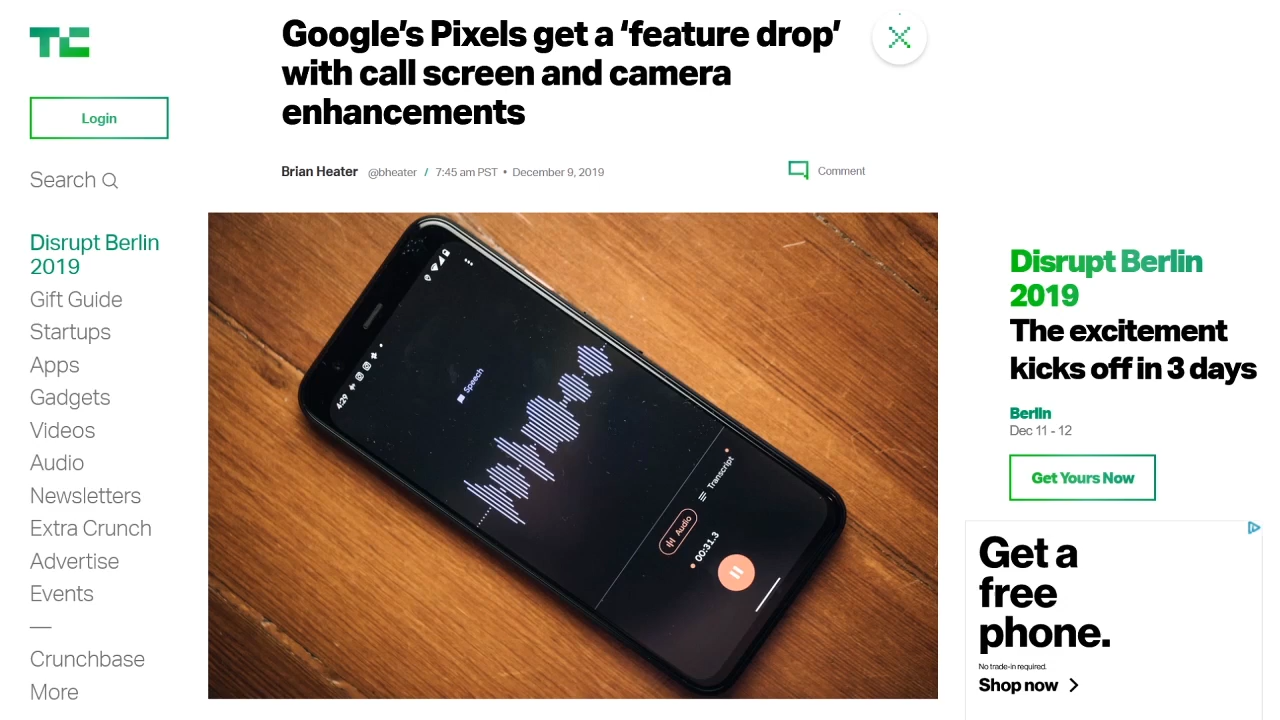 TC
Login
Search
Disrupt Berlin
2019
Gift Guide
Startups
Apps
Gadgets
Videos
Audio
Newsletters
Extra Crunch
Advertise
Events
—
Crunchbase
More
Google's Pixels get a ‘feature drop’
with call screen and camera
enhancements
Brian Heater @bheater / 7:45 am PST • December 9, 2019
Comment
4:29
Speech
Transcript
Audio
00:31.3
Disrupt Berlin
2019
The excitement
kicks off in 3 days
Berlin
Dec 11 - 12
Get Yours Now
Get a
free
phone.
No trade-in required.
Shop now